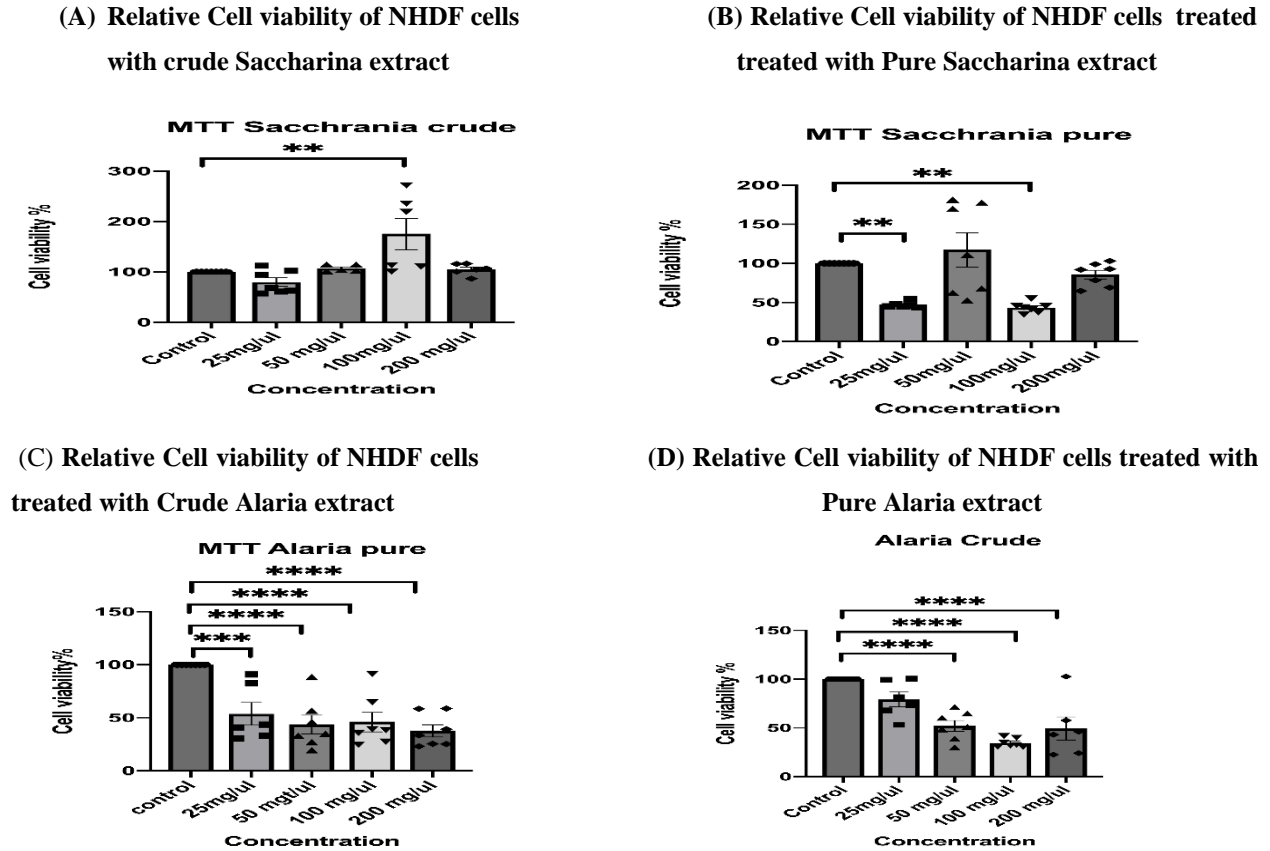 (A) Relative Cell viability of NHDF cells
with crude Saccharina extract
MTT Sacchrania crude
**
300
200
100
0
Cell viability %
Control
25mg/ul
50 mg/ul
100mg/ul
200 mg/ul
Concentration
(B) Relative Cell viability of NHDF cells treated
treated with Pure Saccharina extract
MTT Sacchrania pure
**
**
200
150
100
50
0
Cell viability %
Control
25mg/ul
50mg/ul
100mg/ul
200mg/ul
Concentration
(C) Relative Cell viability of NHDF cells
treated with Crude Alaria extract
MTT Alaria pure
****
****
****
***
150
100
50
0
Cell viability%
control
25mg/ul
50 mgt/ul
100 mg/ul
200 mg/ul
Concentration
(D) Relative Cell viability of NHDF cells treated with
Pure Alaria extract
Alaria Crude
****
****
****
150
100
50
0
Cell viability %
Control
25mg/ul
50 mg/ul
100 mg/ul
200 mg/ul
Concentration